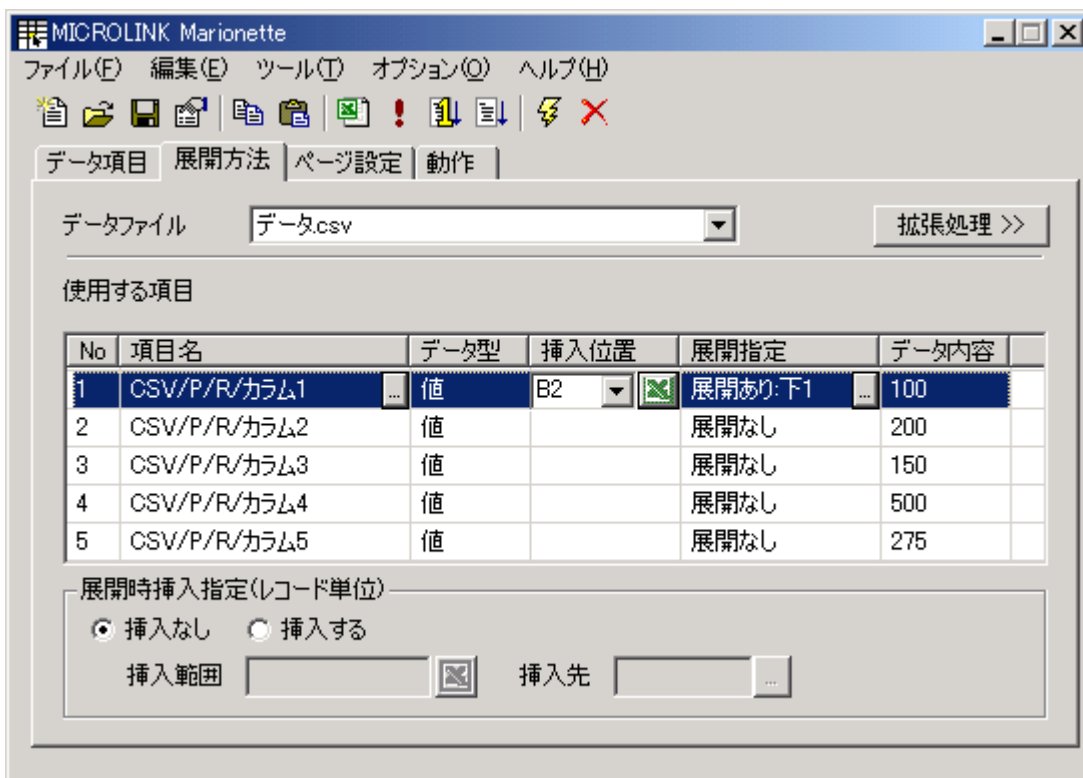 MICROLINK Marionette
ファイル(F) 編集(E) ツール(T) オプション(O) ヘルプ(H)
データ項目 展開方法 ページ設定 動作
データファイル データ.csv 拡張処理 >>
使用する項目
No 項目名 データ型 挿入位置 展開指定 データ内容
1 CSV/P/R/カラム1 ... 値 B2 展開あり:下1 ... 100
2 CSV/P/R/カラム2 値 展開なし 200
3 CSV/P/R/カラム3 値 展開なし 150
4 CSV/P/R/カラム4 値 展開なし 500
5 CSV/P/R/カラム5 値 展開なし 275
展開時挿入指定(レコード単位)
挿入なし 挿入する
挿入範囲 挿入先 ...